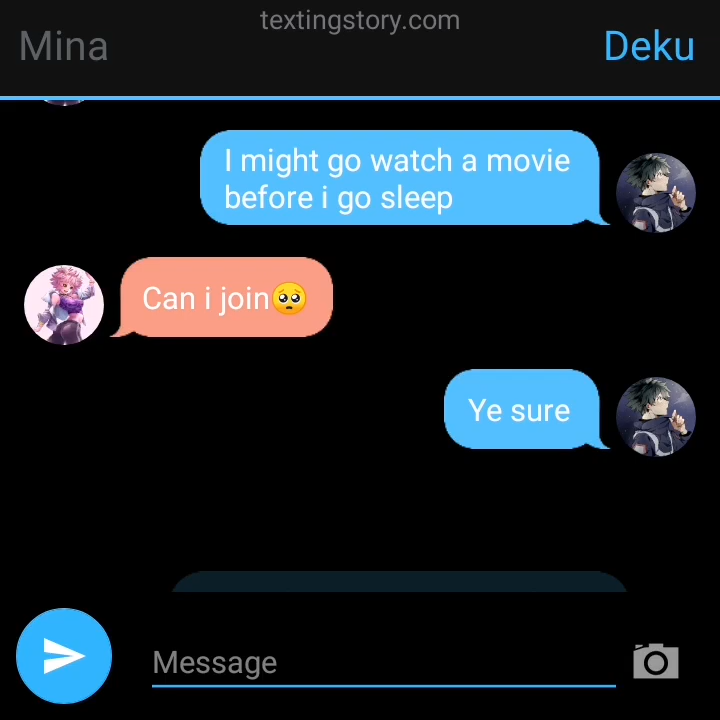 textingstory.com
Mina
Deku
I might go watch a movie
before i go sleep
Can i join🥺
Ye sure
Message